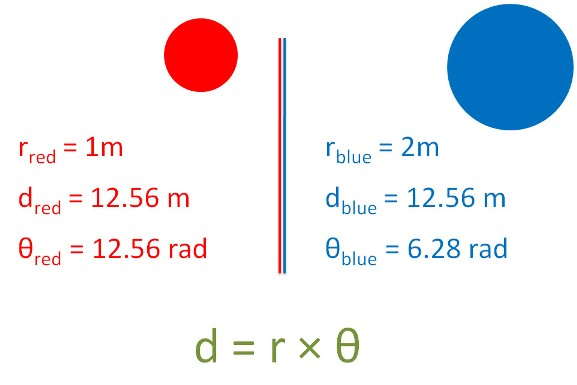 r_red = 1m
d_red = 12.56 m
θ_red = 12.56 rad
r_blue = 2m
d_blue = 12.56 m
θ_blue = 6.28 rad
d = r × θ